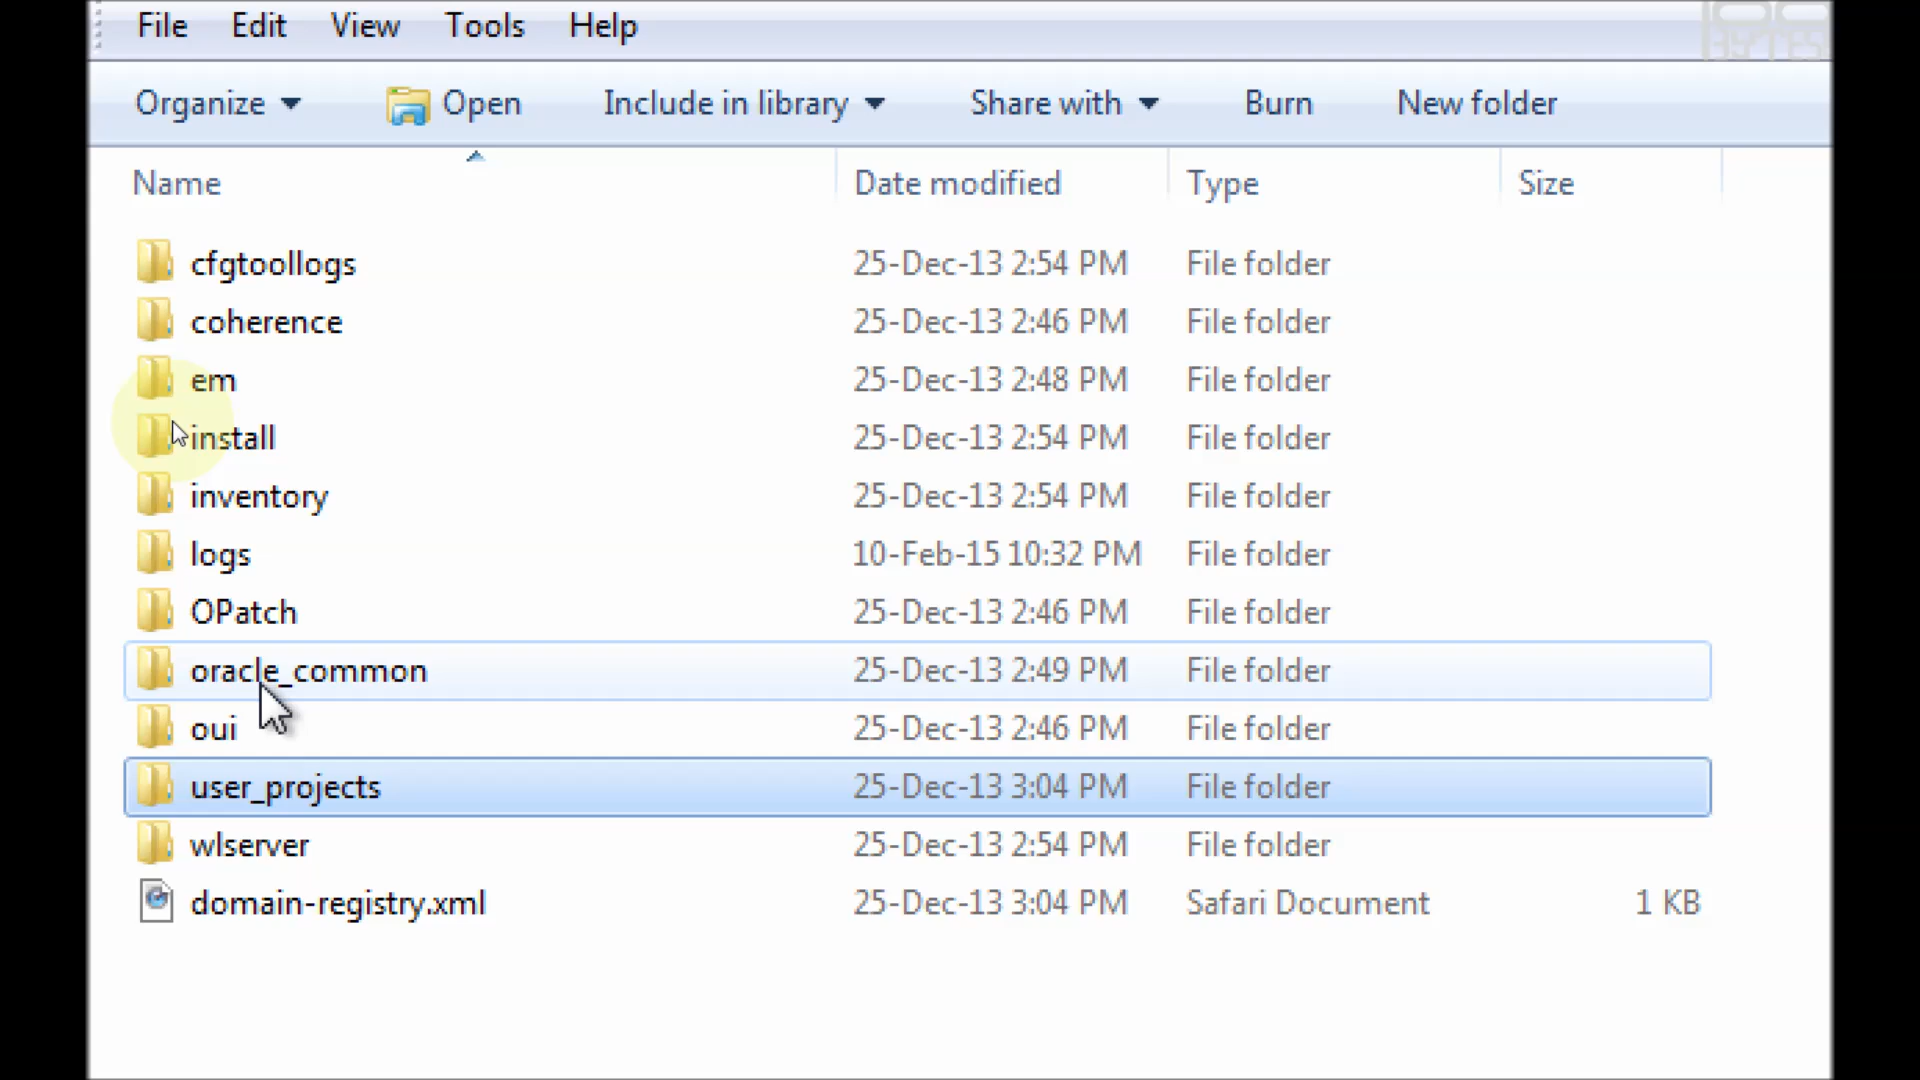 File Edit View Tools Help
Organize Open Include in library Share with Burn New folder
Name Date modified Type Size
cfgtoollogs 25-Dec-13 2:54 PM File folder
coherence 25-Dec-13 2:46 PM File folder
em 25-Dec-13 2:48 PM File folder
install 25-Dec-13 2:54 PM File folder
inventory 25-Dec-13 2:54 PM File folder
logs 10-Feb-15 10:32 PM File folder
OPatch 25-Dec-13 2:46 PM File folder
oracle_common 25-Dec-13 2:49 PM File folder
oui 25-Dec-13 2:46 PM File folder
user_projects 25-Dec-13 3:04 PM File folder
wlserver 25-Dec-13 2:54 PM File folder
domain-registry.xml 25-Dec-13 3:04 PM Safari Document 1 KB